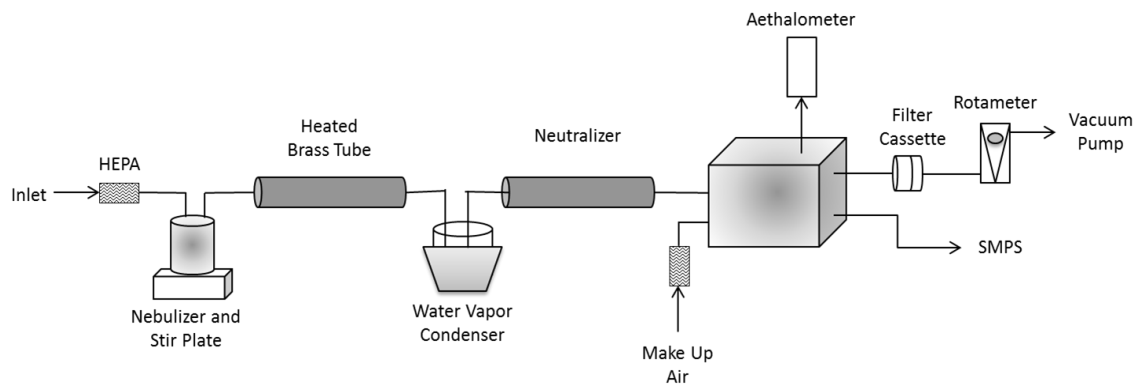 Inlet
HEPA
Nebulizer and
Stir Plate
Heated
Brass Tube
Water Vapor
Condenser
Neutralizer
Make Up
Air
Aethalometer
Filter
Cassette
Rotameter
Vacuum
Pump
SMPS